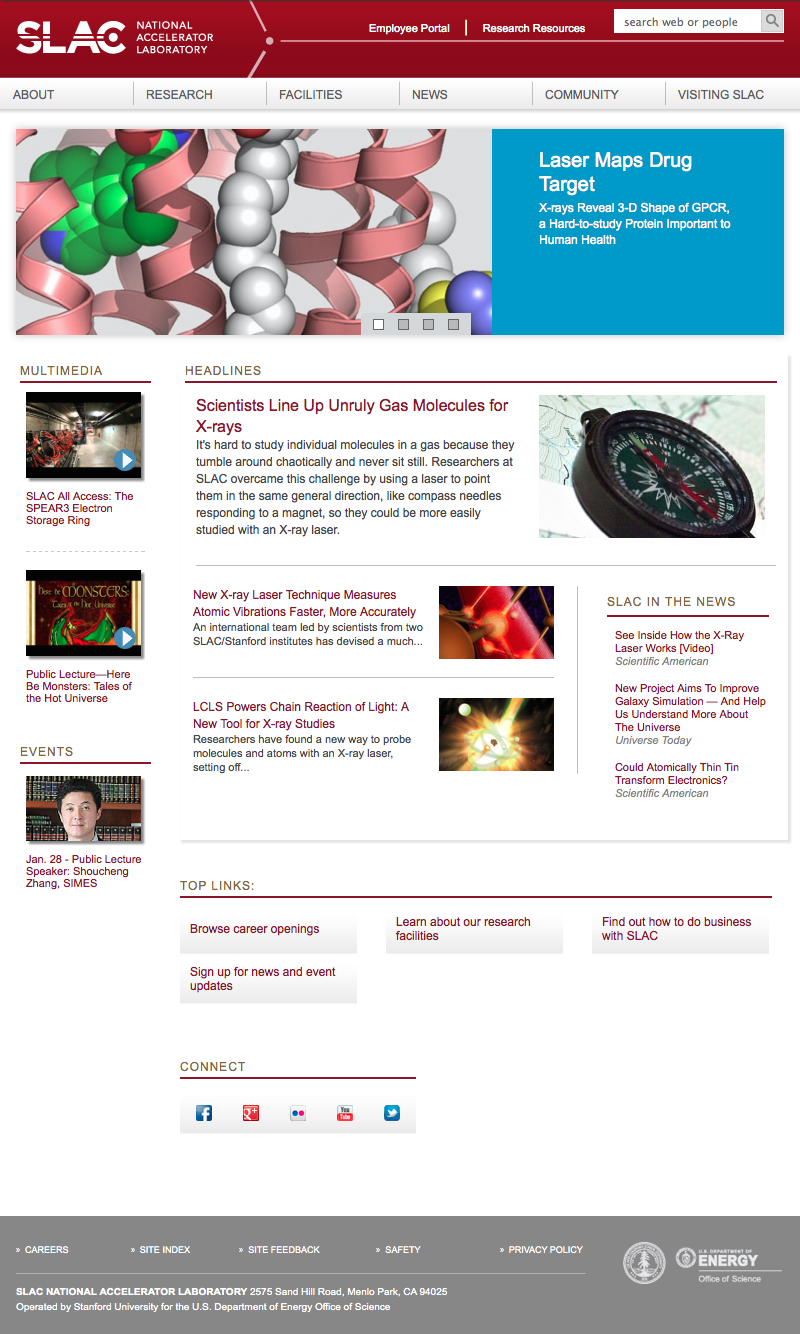 SLAC
NATIONAL
ACCELERATOR
LABORATORY
Employee Portal
Research Resources
search web or people
ABOUT
RESEARCH
FACILITIES
NEWS
COMMUNITY
VISITING SLAC
Laser Maps Drug
Target
X-rays Reveal 3-D Shape of GPCR,
a Hard-to-study Protein Important to
Human Health
MULTIMEDIA
SLAC All Access: The
SPEAR3 Electron
Storage Ring
Here be MONSTERS:
Tales of the Hot Universe
Public Lecture—Here
Be Monsters: Tales of
the Hot Universe
EVENTS
Jan. 28 - Public Lecture
Speaker: Shoucheng
Zhang, SIMES
HEADLINES
Scientists Line Up Unruly Gas Molecules for
X-rays
It's hard to study individual molecules in a gas because they
tumble around chaotically and never sit still. Researchers at
SLAC overcame this challenge by using a laser to point
them in the same general direction, like compass needles
responding to a magnet, so they could be more easily
studied with an X-ray laser.
New X-ray Laser Technique Measures
Atomic Vibrations Faster, More Accurately
An international team led by scientists from two
SLAC/Stanford institutes has devised a much...
LCLS Powers Chain Reaction of Light: A
New Tool for X-ray Studies
Researchers have found a new way to probe
molecules and atoms with an X-ray laser,
setting off...
SLAC IN THE NEWS
See Inside How the X-Ray
Laser Works [Video]
Scientific American
New Project Aims To Improve
Galaxy Simulation — And Help
Us Understand More About
The Universe
Universe Today
Could Atomically Thin Tin
Transform Electronics?
Scientific American
TOP LINKS:
Browse career openings
Learn about our research
facilities
Find out how to do business
with SLAC
Sign up for news and event
updates
CONNECT
You
Tube
» CAREERS
» SITE INDEX
» SITE FEEDBACK
» SAFETY
» PRIVACY POLICY
SLAC NATIONAL ACCELERATOR LABORATORY 2575 Sand Hill Road, Menlo Park, CA 94025
Operated by Stanford University for the U.S. Department of Energy Office of Science
U.S. DEPARTMENT OF
ENERGY
Office of Science